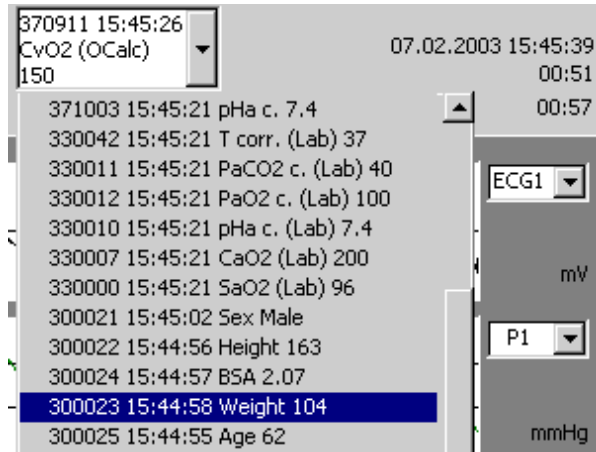 370911 15:45:26
CvO2 (OCalc)
150
07.02.2003 15:45:39
00:51
00:57
371003 15:45:21 pHa c. 7.4
330042 15:45:21 T corr. (Lab) 37
330011 15:45:21 PaCO2 c. (Lab) 40
330012 15:45:21 PaO2 c. (Lab) 100
330010 15:45:21 pHa c. (Lab) 7.4
330007 15:45:21 CaO2 (Lab) 200
330000 15:45:21 SaO2 (Lab) 96
300021 15:45:02 Sex Male
300022 15:44:56 Height 163
300024 15:44:57 BSA 2.07
300023 15:44:58 Weight 104
300025 15:44:55 Age 62
ECG1
mV
P1
mmHg